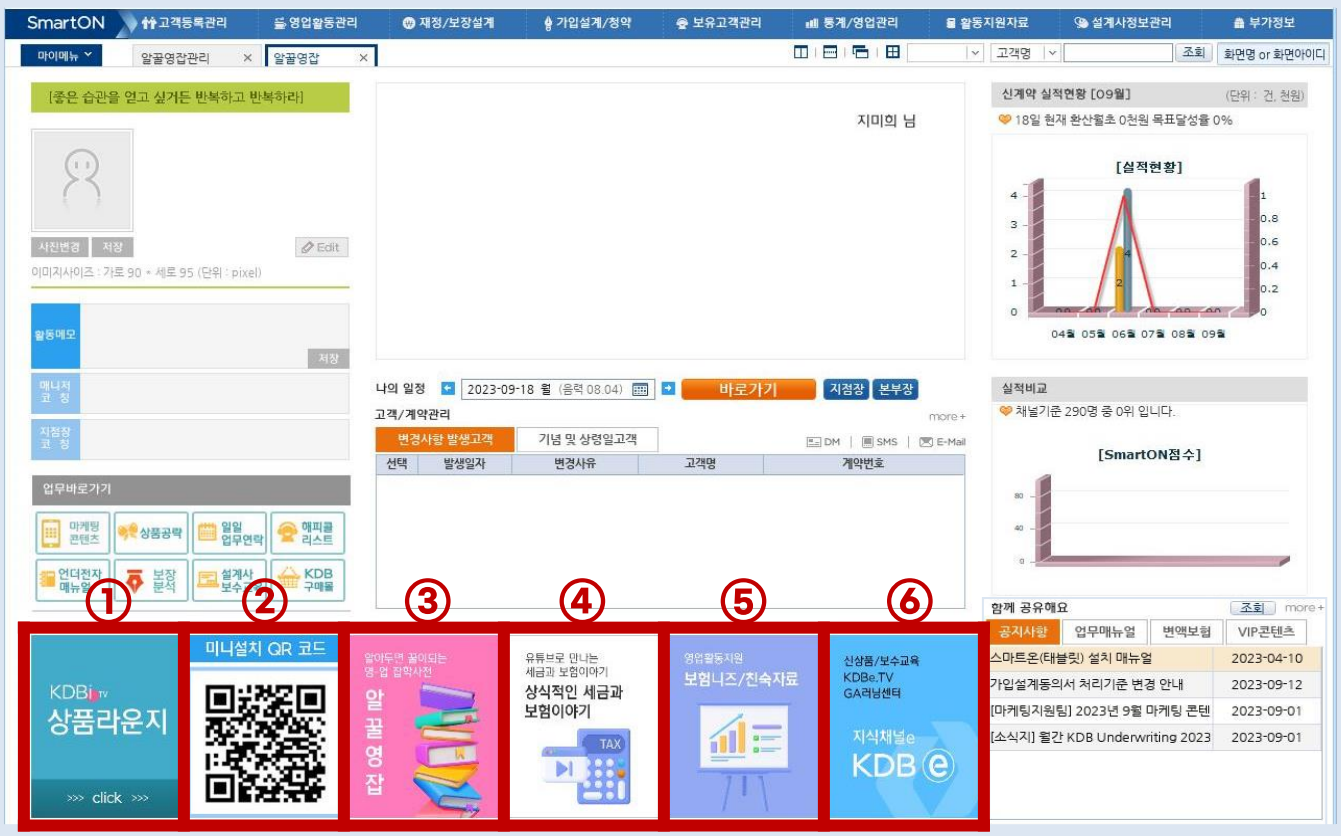 SmartON
고객등록관리
영업활동관리
재정/보장설계
가입설계/청약
보유고객관리
통계/영업관리
활동지원자료
설계사정보관리
부가정보
마이메뉴
알꿀영잡관리 ×
알꿀영잡 ×
고객명
조회
화면명 or 화면아이디
[좋은 습관을 얻고 싶거든 반복하고 반복하라]
사진변경
저장
Edit
이미지사이즈 : 가로 90 * 세로 95 (단위 : pixel)
활동메모
저장
매니저
코 칭
지점장
코 칭
업무바로가기
마케팅
콘텐츠
상품공략
일일
업무연락
해피콜
리스트
언더전자
매뉴얼
보장
분석
설계사
보수교육
KDB
구매몰
지미희 님
나의 일정
2023-09-18 월 (음력 08.04)
바로가기
지점장
본부장
고객/계약관리
more+
변경사항 발생고객
기념 및 상령일고객
DM | SMS | E-Mail
선택 발생일자 변경사유 고객명 계약번호
신계약 실적현황 [09월]
(단위 : 건, 천원)
18일 현재 환산월초 0천원 목표달성율 0%
[실적현황]
4
3
2
1
0
1
0.8
0.6
0.4
0.2
0
4
2
04월 05월 06월 07월 08월 09월
실적비교
채널기준 290명 중 0위 입니다.
[SmartON점수]
80
40
0
함께 공유해요
조회
more+
공지사항
업무매뉴얼
변액보험
VIP콘텐츠
스마트온(태블릿) 설치 매뉴얼 2023-04-10
가입설계동의서 처리기준 변경 안내 2023-09-12
[마케팅지원팀] 2023년 9월 마케팅 콘텐 2023-09-01
[소식지] 월간 KDB Underwriting 2023 2023-09-01
①
②
③
④
⑤
⑥
KDBi TV
상품라운지
>>> click >>>
미니설치 QR 코드
알아두면 꿀이되는
영·업 잡학사전
알
꿀
영
잡
유튜브로 만나는
세금과 보험이야기
상식적인 세금과
보험이야기
TAX
영업활동지원
보험니즈/친숙자료
신상품/보수교육
KDBe.TV
GA러닝센터
지식채널e
KDB e